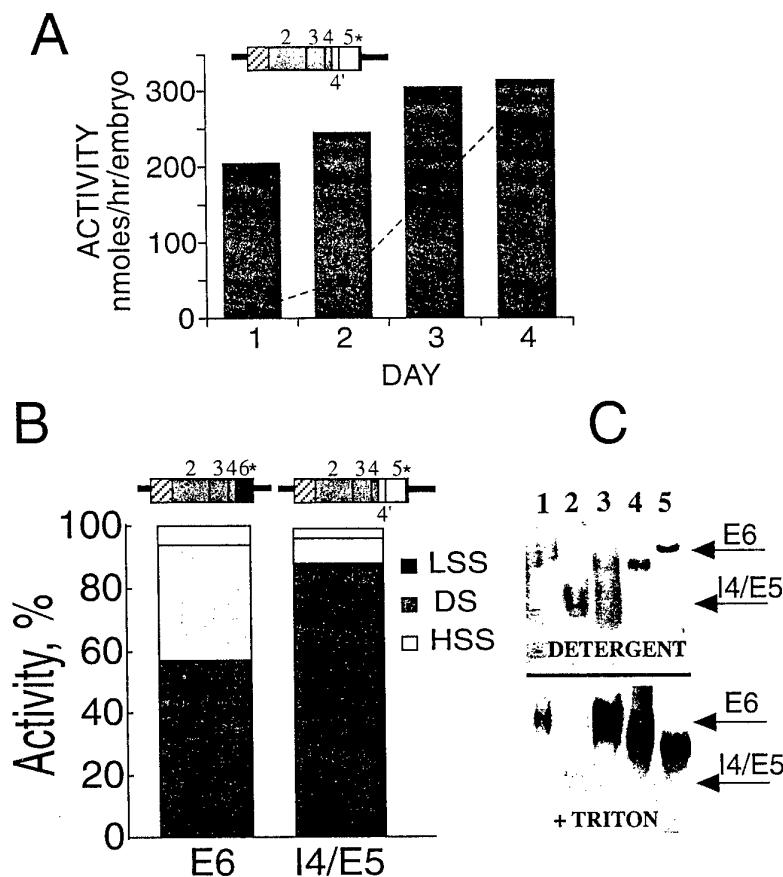 A
2 3 4 5*
4'
ACTIVITY
nmoles/hr/embryo
300
200
100
0
1 2 3 4
DAY
B
2 3 4 6*
2 3 4 5*
4'
Activity, %
100
80
60
40
20
0
LSS
DS
HSS
E6 I4/E5
C
1 2 3 4 5
E6
I4/E5
- DETERGENT
E6
I4/E5
+ TRITON